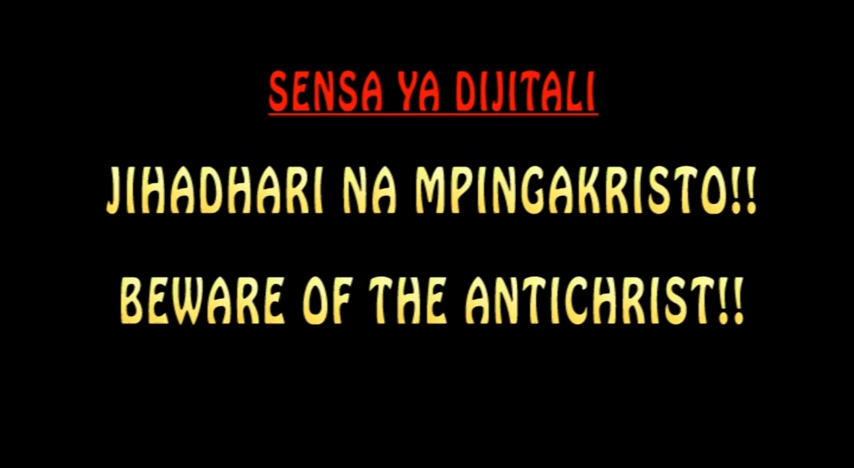 SENSA YA DIJITALI
JIHADHARI NA MPINGAKRISTO!!
BEWARE OF THE ANTICHRIST!!